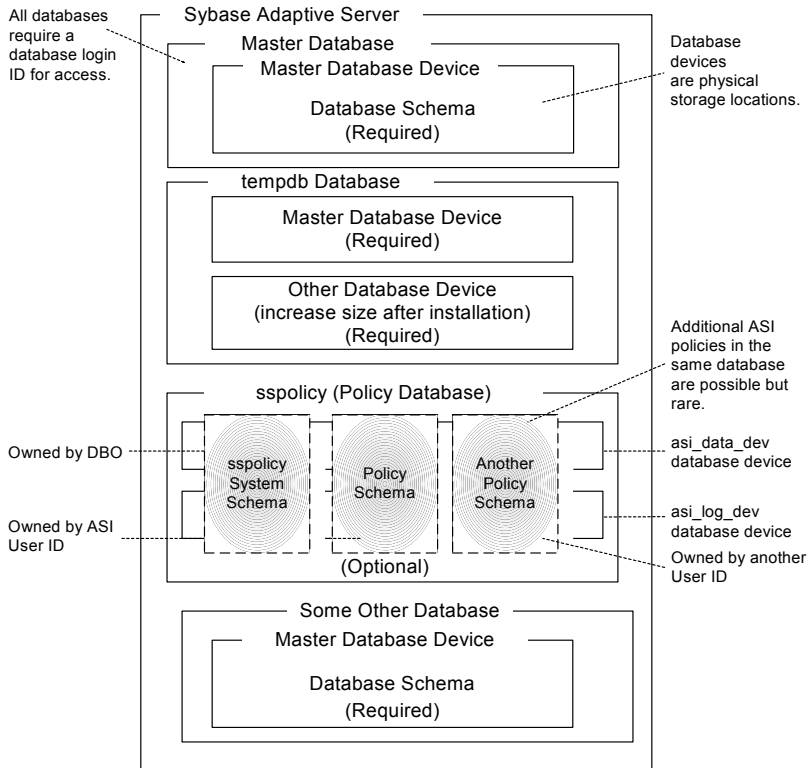 All databases
require a
database login
ID for access.
Sybase Adaptive Server
Master Database
Master Database Device
Database Schema
(Required)
Database
devices
are physical
storage locations.
tempdb Database
Master Database Device
(Required)
Other Database Device
(increase size after installation)
(Required)
Additional ASI
policies in the
same database
are possible but
rare.
sspolicy (Policy Database)
Owned by DBO
Owned by ASI
User ID
sspolicy
System
Schema
Policy
Schema
Another
Policy
Schema
asi_data_dev
database device
asi_log_dev
database device
Owned by another
User ID
(Optional)
Some Other Database
Master Database Device
Database Schema
(Required)